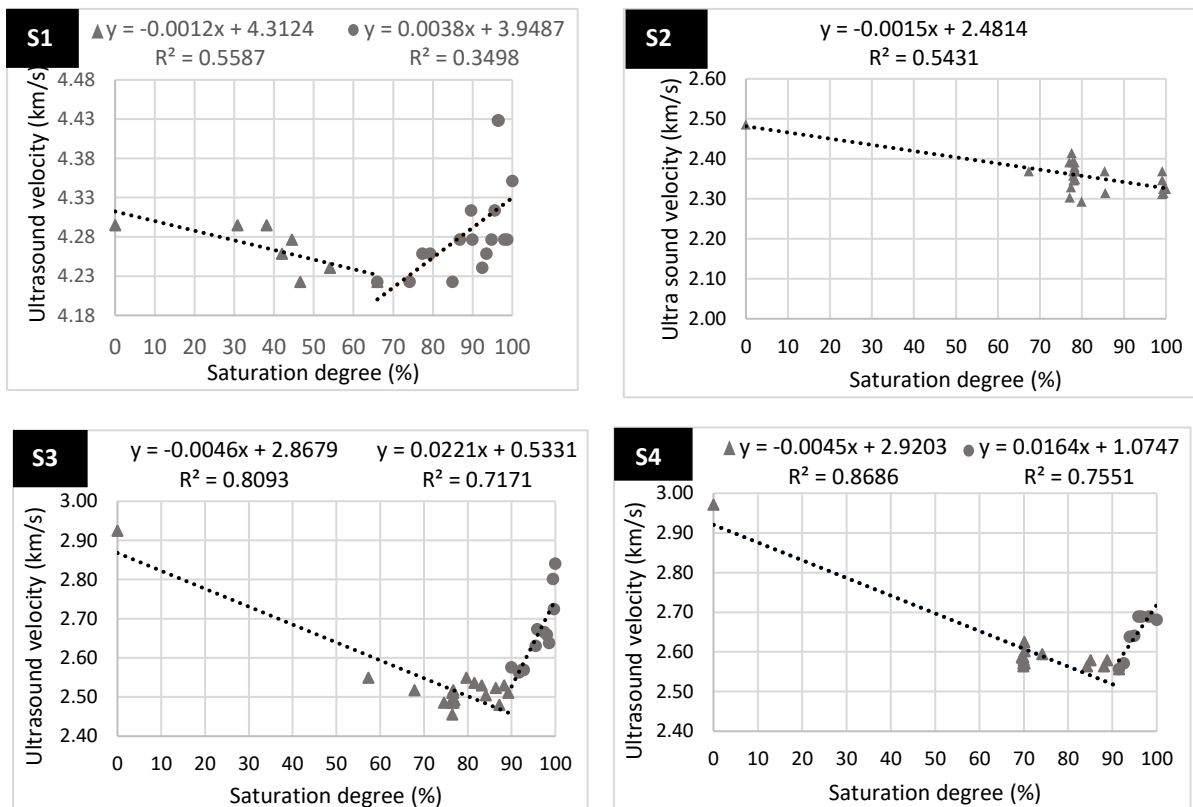 S1
▲ y = -0.0012x + 4.3124 ● y = 0.0038x + 3.9487
R² = 0.5587 R² = 0.3498
Ultrasound velocity (km/s)
4.48
4.43
4.38
4.33
4.28
4.23
4.18
0 10 20 30 40 50 60 70 80 90 100
Saturation degree (%)
S2
y = -0.0015x + 2.4814
R² = 0.5431
Ultra sound velocity (km/s)
2.60
2.50
2.40
2.30
2.20
2.10
2.00
0 10 20 30 40 50 60 70 80 90 100
Saturation degree (%)
S3
y = -0.0046x + 2.8679 y = 0.0221x + 0.5331
R² = 0.8093 R² = 0.7171
Ultrasound velocity (km/s)
3.00
2.90
2.80
2.70
2.60
2.50
2.40
0 10 20 30 40 50 60 70 80 90 100
Saturation degree (%)
S4
▲ y = -0.0045x + 2.9203 ● y = 0.0164x + 1.0747
R² = 0.8686 R² = 0.7551
Ultrasound velocity (km/s)
3.00
2.90
2.80
2.70
2.60
2.50
2.40
0 10 20 30 40 50 60 70 80 90 100
Saturation degree (%)